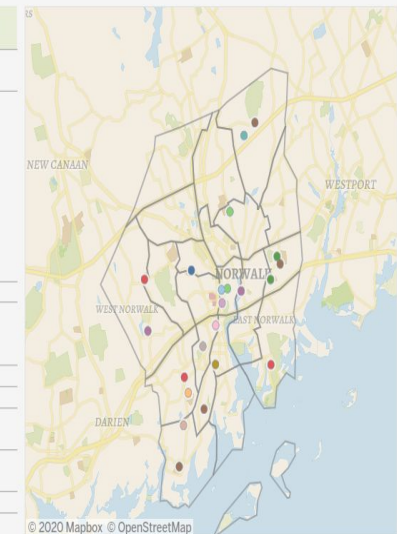 NEW CANAAN
WESTPORT
NORWALK
WEST NORWALK
EAST NORWALK
DARIEN
© 2020 Mapbox © OpenStreetMap